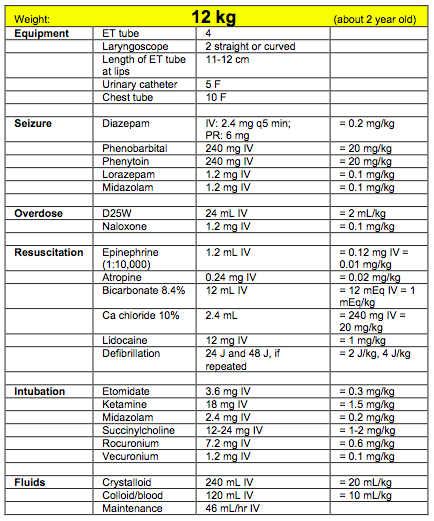 Weight: 12 kg (about 2 year old)
Equipment ET tube 4
Laryngoscope 2 straight or curved
Length of ET tube 11-12 cm
at lips
Urinary catheter 5 F
Chest tube 10 F
Seizure Diazepam IV: 2.4 mg q5 min; = 0.2 mg/kg
PR: 6 mg
Phenobarbital 240 mg IV = 20 mg/kg
Phenytoin 240 mg IV = 20 mg/kg
Lorazepam 1.2 mg IV = 0.1 mg/kg
Midazolam 1.2 mg IV = 0.1 mg/kg
Overdose D25W 24 mL IV = 2 mL/kg
Naloxone 1.2 mg IV = 0.1 mg/kg
Resuscitation Epinephrine 1.2 mL IV = 0.12 mg IV =
(1:10,000) 0.01 mg/kg
Atropine 0.24 mg IV = 0.02 mg/kg
Bicarbonate 8.4% 12 mL IV = 12 mEq IV = 1
mEq/kg
Ca chloride 10% 2.4 mL = 240 mg IV =
20 mg/kg
Lidocaine 12 mg IV = 1 mg/kg
Defibrillation 24 J and 48 J, if = 2 J/kg, 4 J/kg
repeated
Intubation Etomidate 3.6 mg IV = 0.3 mg/kg
Ketamine 18 mg IV = 1.5 mg/kg
Midazolam 2.4 mg IV = 0.2 mg/kg
Succinylcholine 12-24 mg IV = 1-2 mg/kg
Rocuronium 7.2 mg IV = 0.6 mg/kg
Vecuronium 1.2 mg IV = 0.1 mg/kg
Fluids Crystalloid 240 mL IV = 20 mL/kg
Colloid/blood 120 mL IV = 10 mL/kg
Maintenance 46 mL/hr IV